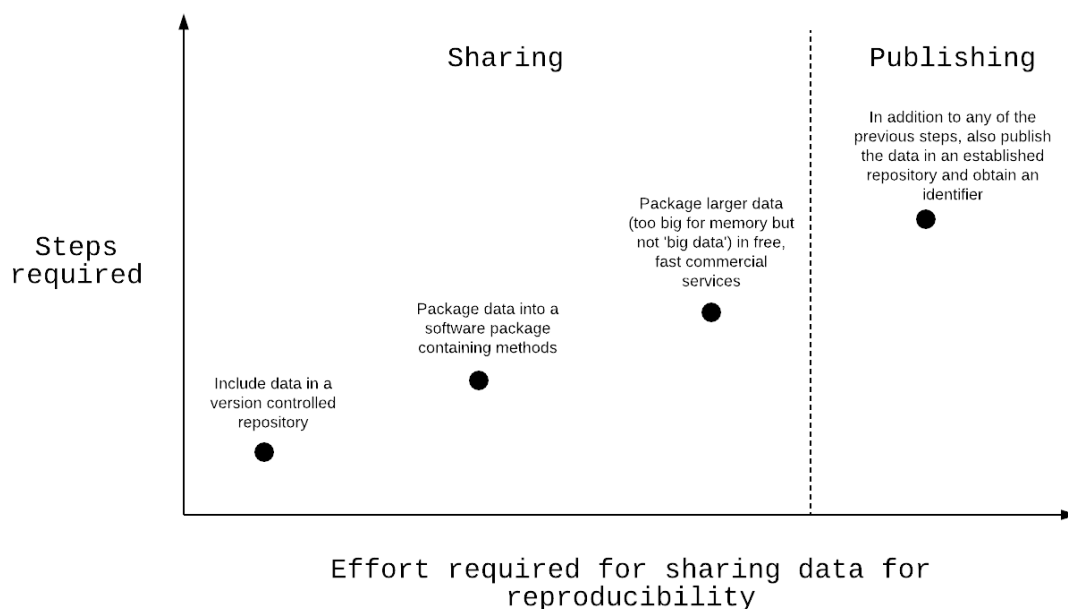 Sharing
Publishing
In addition to any of the
previous steps, also publish
the data in an established
repository and obtain an
identifier
Package larger data
(too big for memory but
not 'big data') in free,
fast commercial
services
Steps
required
Package data into a
software package
containing methods
Include data in a
version controlled
repository
Effort required for sharing data for
reproducibility